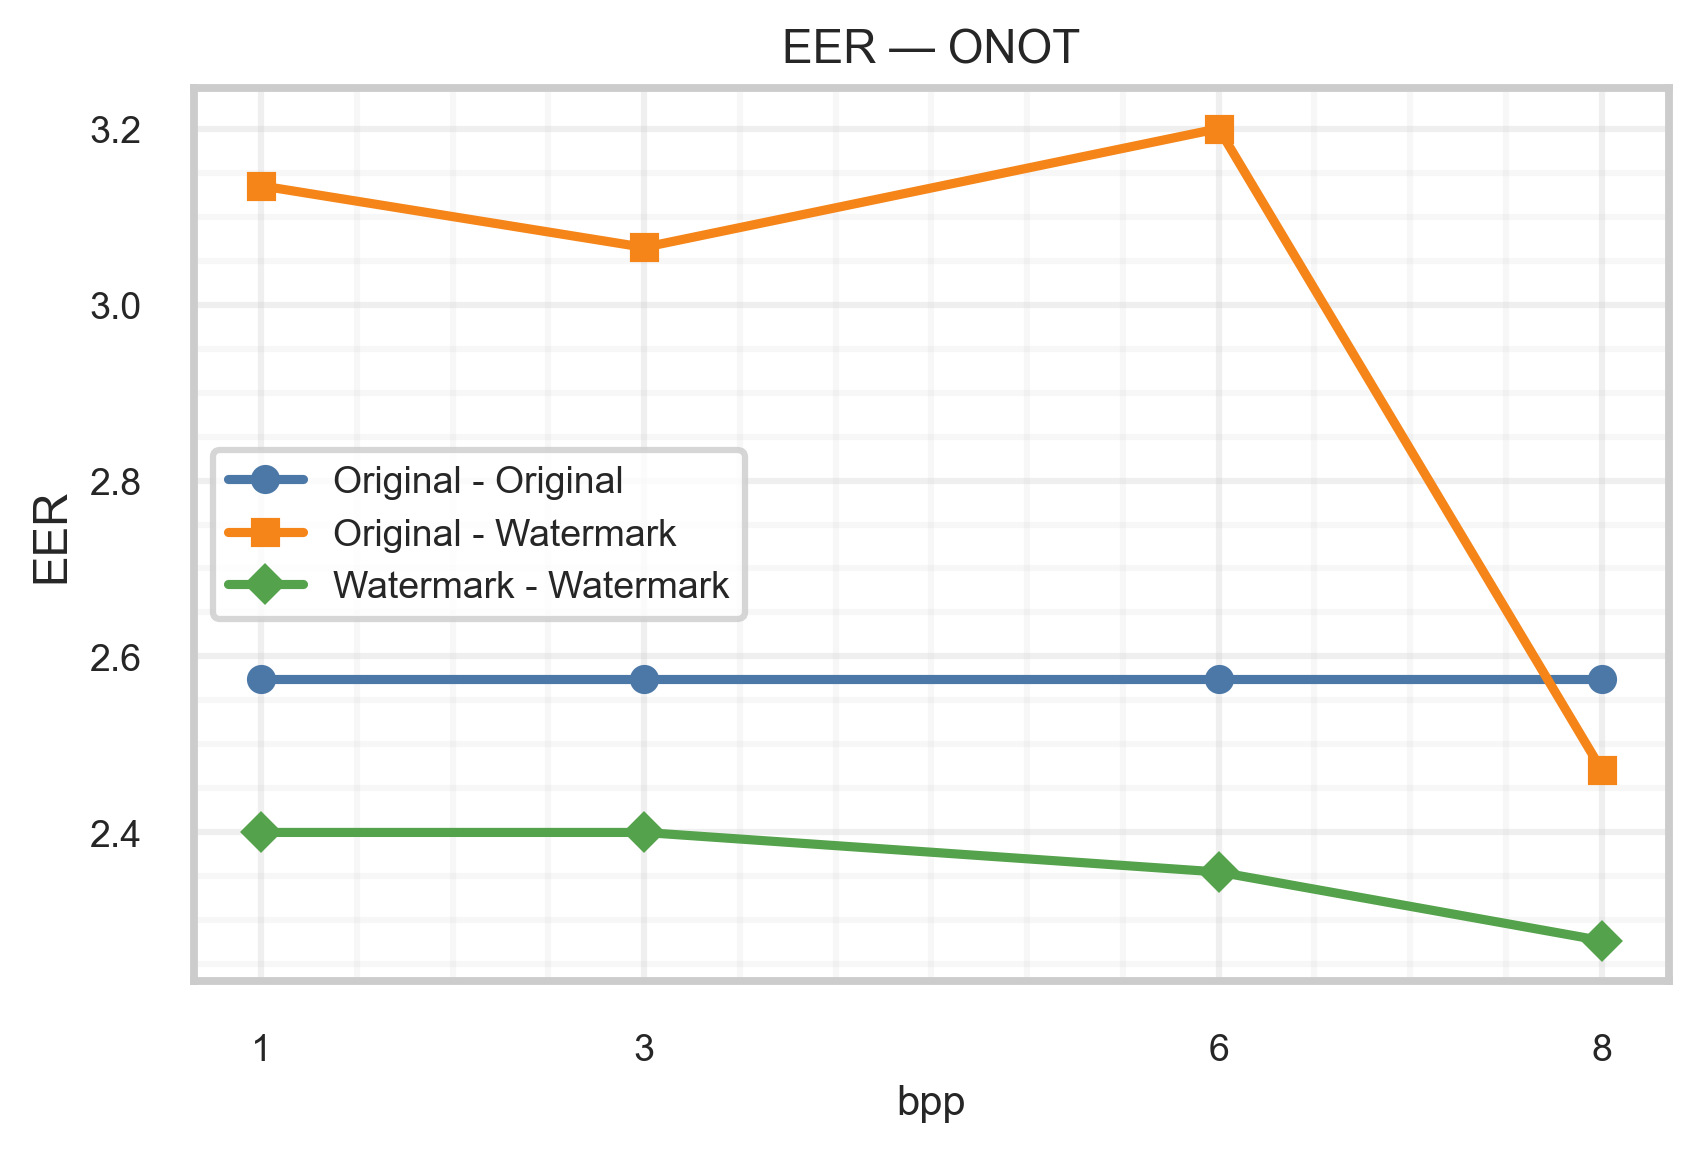 EER — ONOT
3.2
3.0
2.8
2.6
2.4
EER
Original - Original
Original - Watermark
Watermark - Watermark
1 3 6 8
bpp